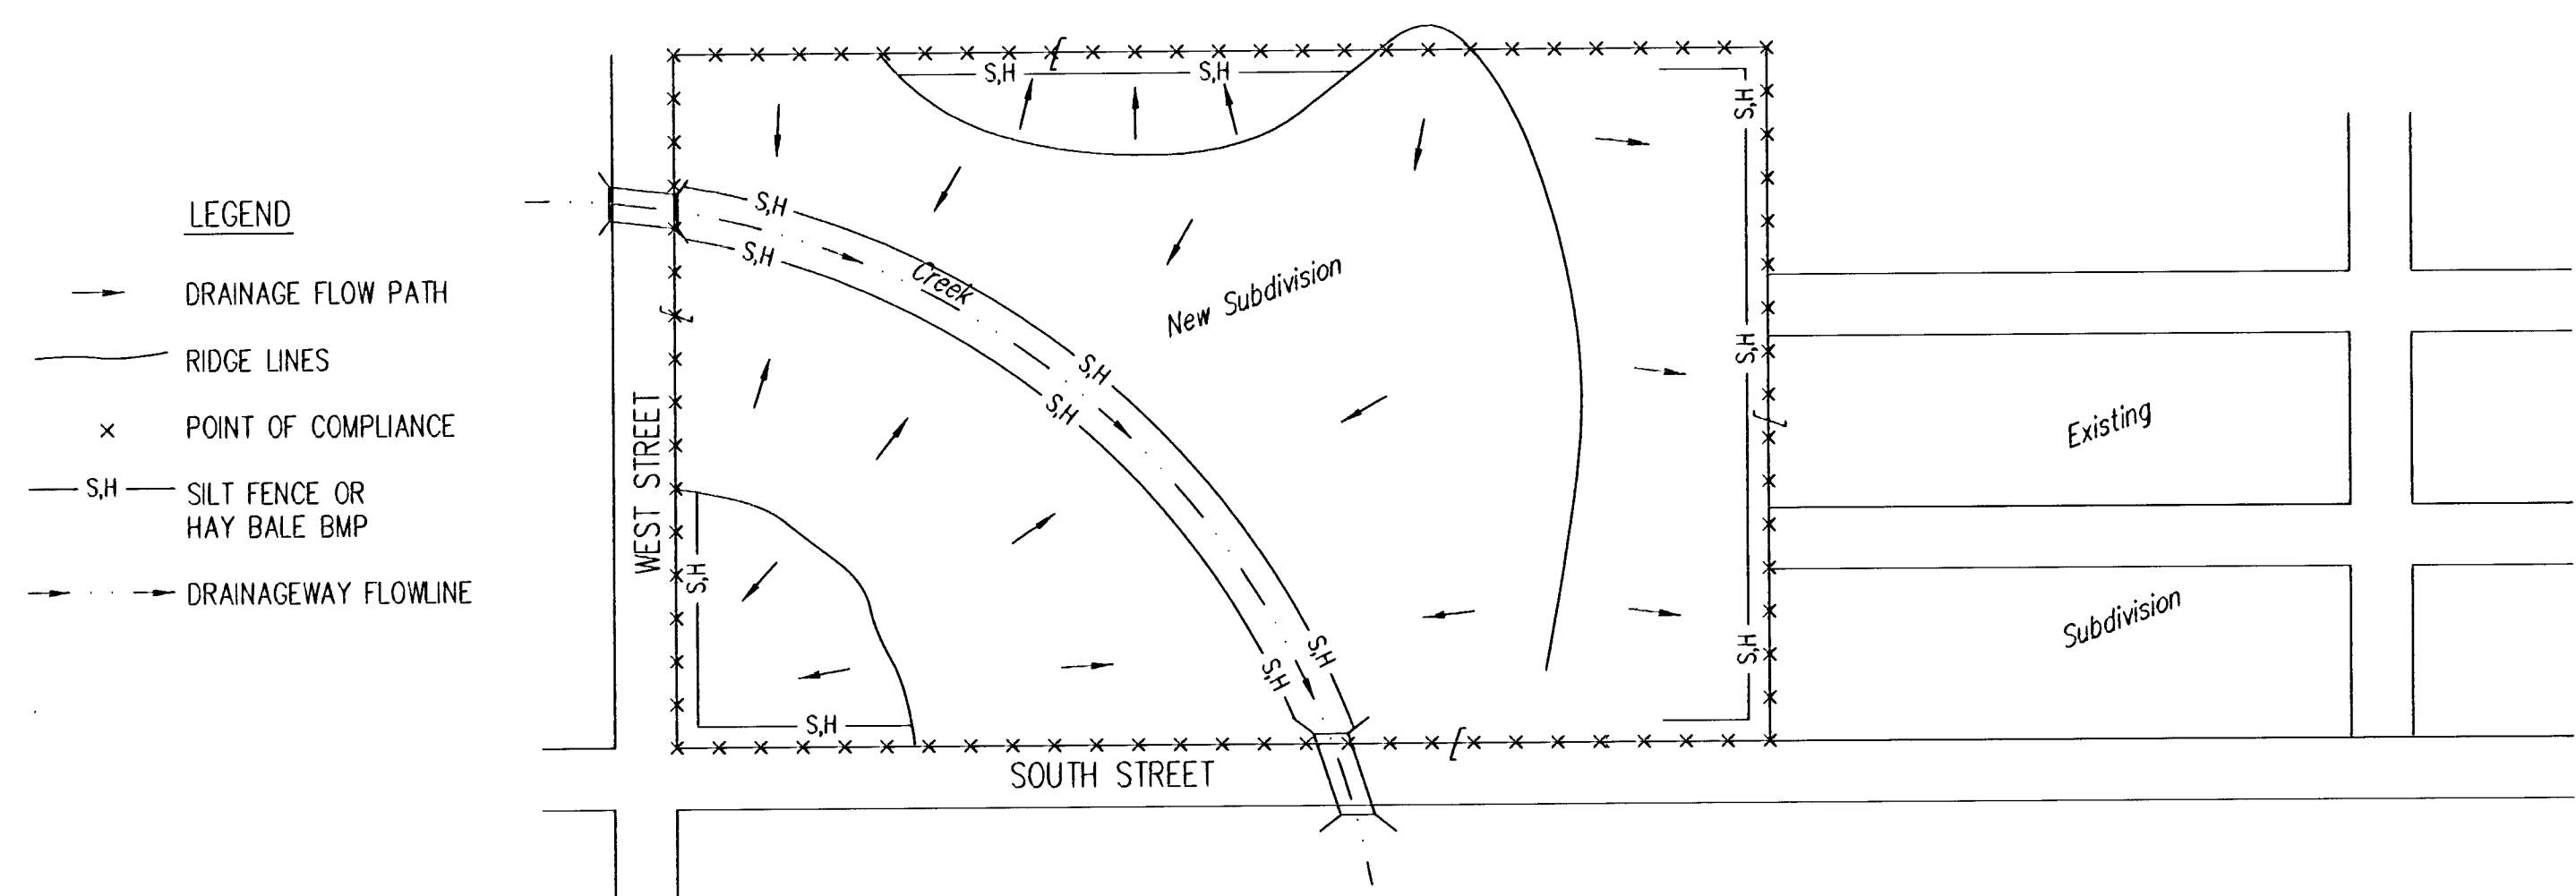 LEGEND
DRAINAGE FLOW PATH
RIDGE LINES
× POINT OF COMPLIANCE
S,H SILT FENCE OR
HAY BALE BMP
DRAINAGEWAY FLOWLINE
S,H
S,H
S,H
S,H
S,H
Creek
New Subdivision
S,H
S,H
S,H
WEST STREET
S,H
S,H
S,H
S,H
S,H
S,H
SOUTH STREET
Existing
Subdivision